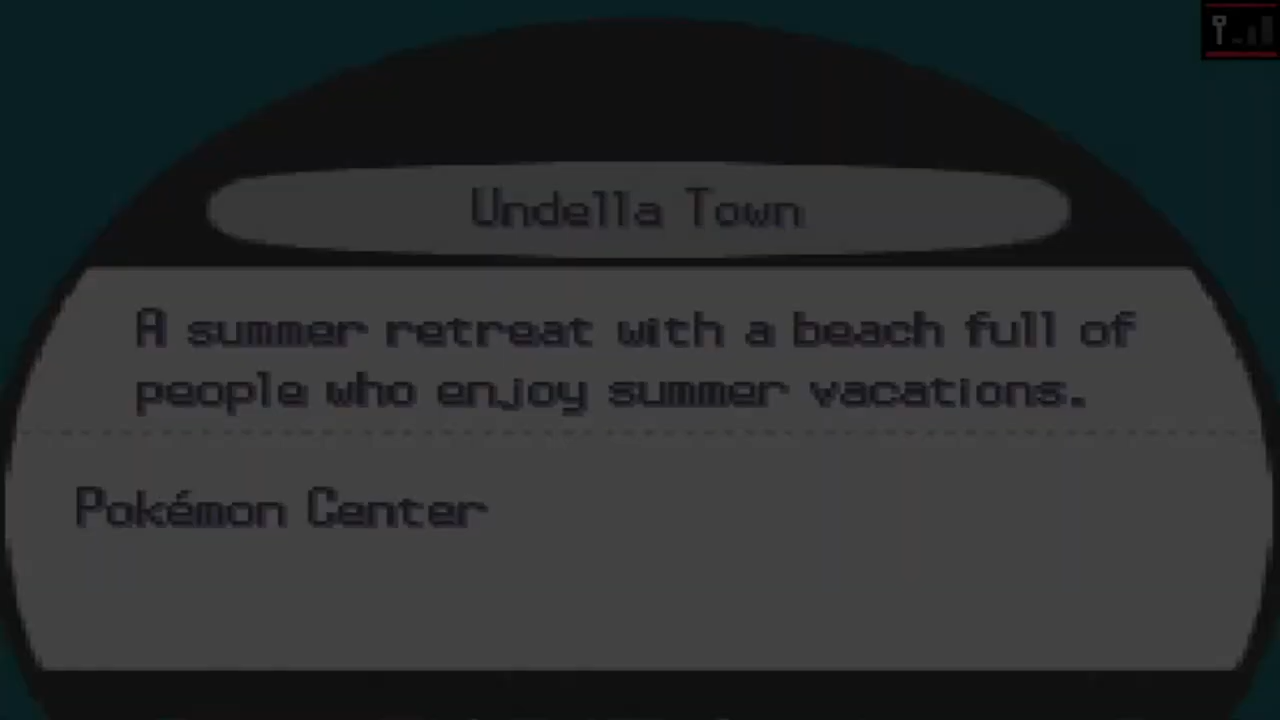 Undella Town
A summer retreat with a beach full of
people who enjoy summer vacations.
Pokémon Center